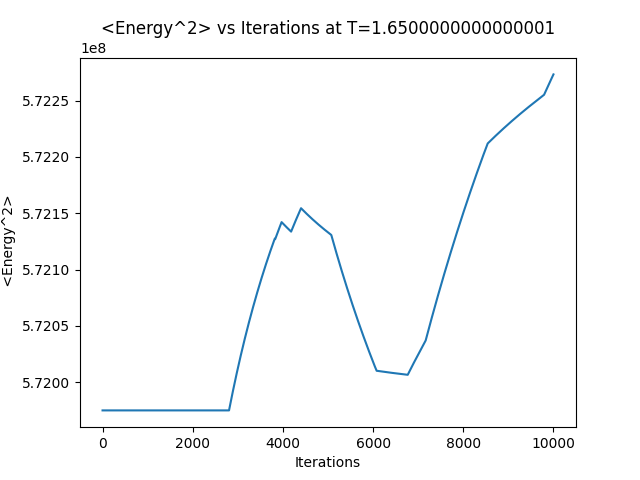 <Energy^2> vs Iterations at T=1.6500000000000001
1e8
5.7225
5.7220
5.7215
5.7210
5.7205
5.7200
<Energy^2>
0 2000 4000 6000 8000 10000
Iterations